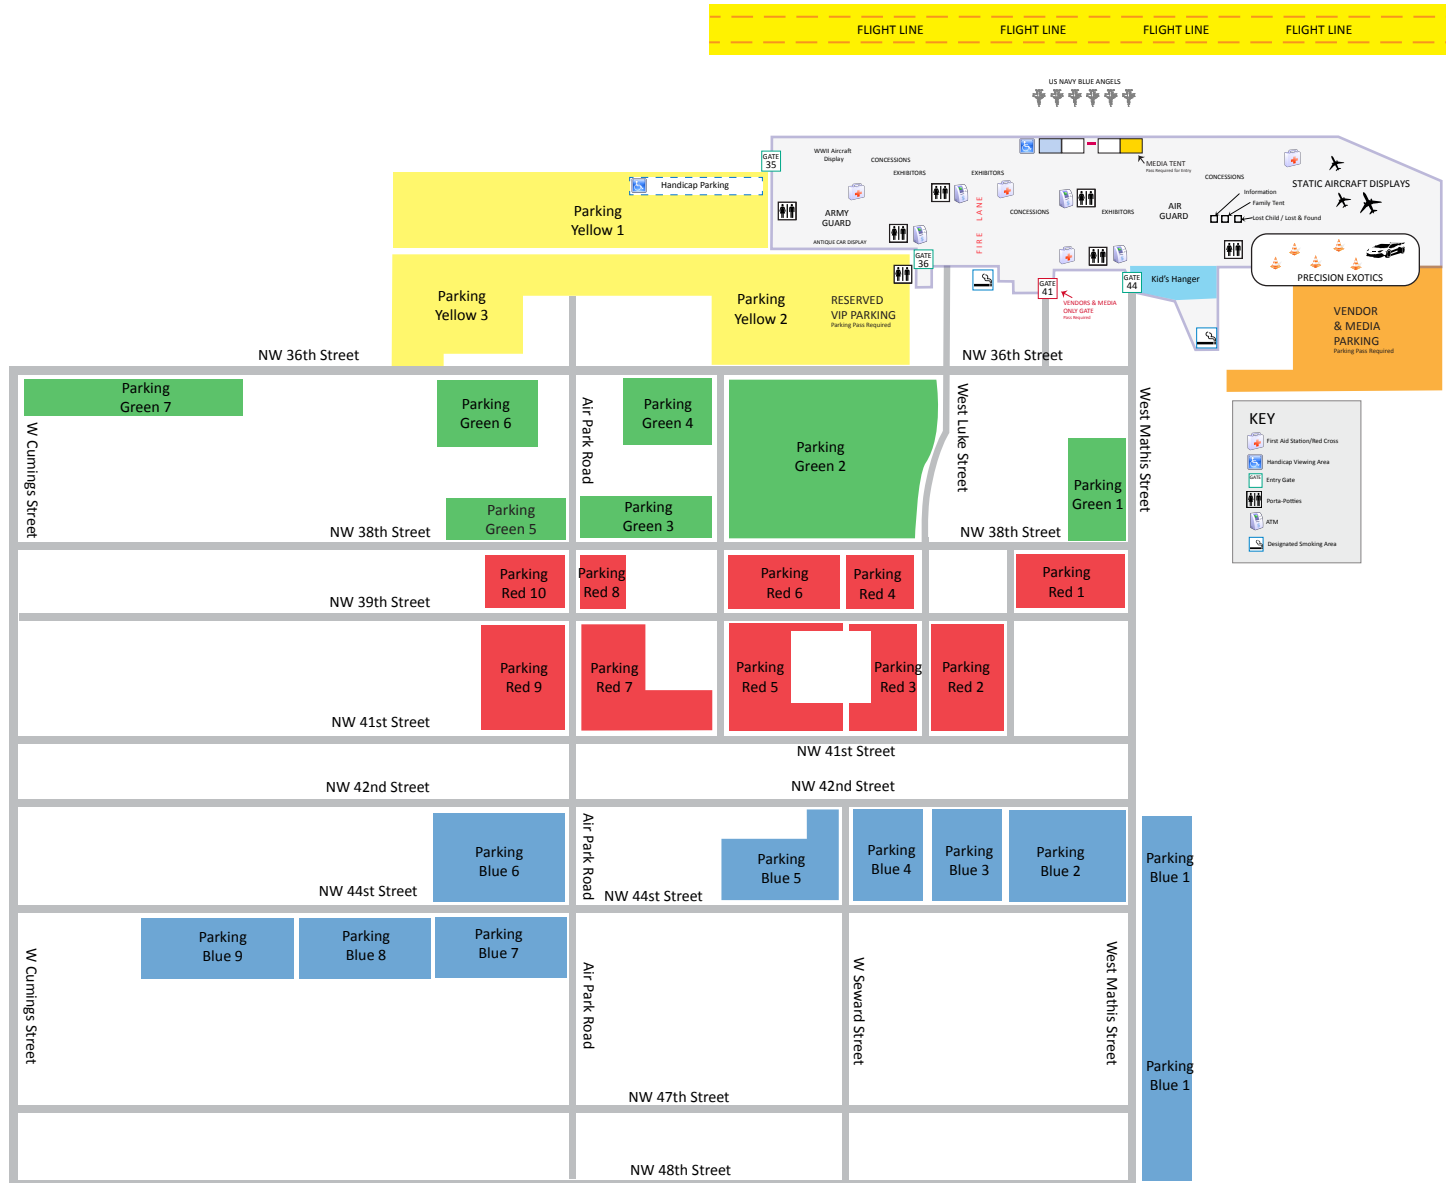 FLIGHT LINE FLIGHT LINE FLIGHT LINE FLIGHT LINE
US NAVY BLUE ANGELS
GATE
35
WWII Aircraft
Display
CONCESSIONS
EXHIBITORS
EXHIBITORS
MEDIA TENT
Pass Required for Entry
CONCESSIONS
STATIC AIRCRAFT DISPLAYS
Information
Family Tent
Lost Child / Lost & Found
Handicap Parking
Parking
Yellow 1
ARMY
GUARD
ANTIQUE CAR DISPLAY
FIRE LANE
CONCESSIONS
EXHIBITORS
AIR
GUARD
GATE
36
GATE
41
GATE
44
Kid's Hanger
PRECISION EXOTICS
VENDORS & MEDIA
ONLY GATE
Pass Required
Parking
Yellow 3
Parking
Yellow 2
RESERVED
VIP PARKING
Parking Pass Required
VENDOR
& MEDIA
PARKING
Parking Pass Required
NW 36th Street
NW 36th Street
Parking
Green 7
Parking
Green 6
Air Park Road
Parking
Green 4
Parking
Green 2
West Luke Street
West Mathis Street
W Cumings Street
Parking
Green 1
Parking
Green 5
Parking
Green 3
NW 38th Street
NW 38th Street
KEY
First Aid Station/Red Cross
Handicap Viewing Area
GATE
Entry Gate
Porta-Potties
ATM
Designated Smoking Area
Parking
Red 10
Parking
Red 8
Parking
Red 6
Parking
Red 4
Parking
Red 1
NW 39th Street
Parking
Red 9
Parking
Red 7
Parking
Red 5
Parking
Red 3
Parking
Red 2
NW 41st Street
NW 41st Street
NW 42nd Street
NW 42nd Street
Parking
Blue 6
Air Park Road
Parking
Blue 5
Parking
Blue 4
Parking
Blue 3
Parking
Blue 2
Parking
Blue 1
NW 44st Street
NW 44st Street
W Cumings Street
Parking
Blue 9
Parking
Blue 8
Parking
Blue 7
Air Park Road
W Seward Street
West Mathis Street
Parking
Blue 1
NW 47th Street
NW 48th Street